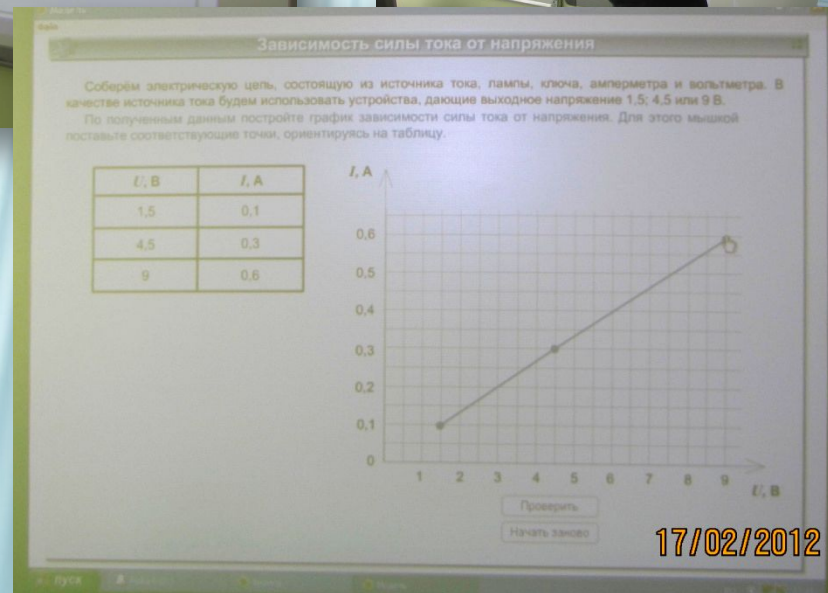 Зависимость силы тока от напряжения
Соберём электрическую цепь, состоящую из источника тока, лампы, ключа, амперметра и вольтметра. В
качестве источника тока будем использовать устройства, дающие выходное напряжение 1,5; 4,5 или 9 В.
По полученным данным постройте график зависимости силы тока от напряжения. Для этого мышкой
поставьте соответствующие точки, ориентируясь на таблицу.
U, В I, А
1,5 0,1
4,5 0,3
9 0,6
I, А
0,6
0,5
0,4
0,3
0,2
0,1
0
1 2 3 4 5 6 7 8 9
U, В
Проверить
Начать заново
17/02/2012
пуск